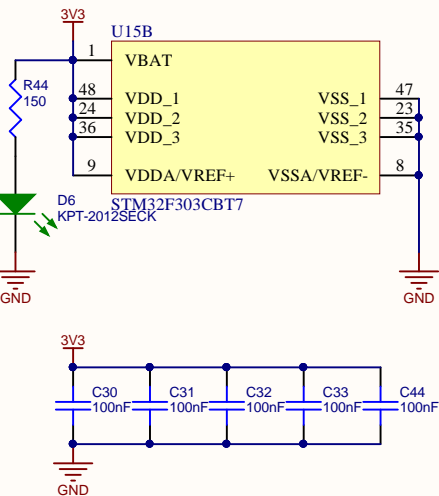 3V3
U15B
1 VBAT
R44
150
48 VDD_1 VSS_1 47
24 VDD_2 VSS_2 23
36 VDD_3 VSS_3 35
9 VDDA/VREF+ VSSA/VREF- 8
STM32F303CBT7
D6
KPT-2012SECK
GND
GND
3V3
C30 C31 C32 C33 C44
100nF 100nF 100nF 100nF 100nF
GND